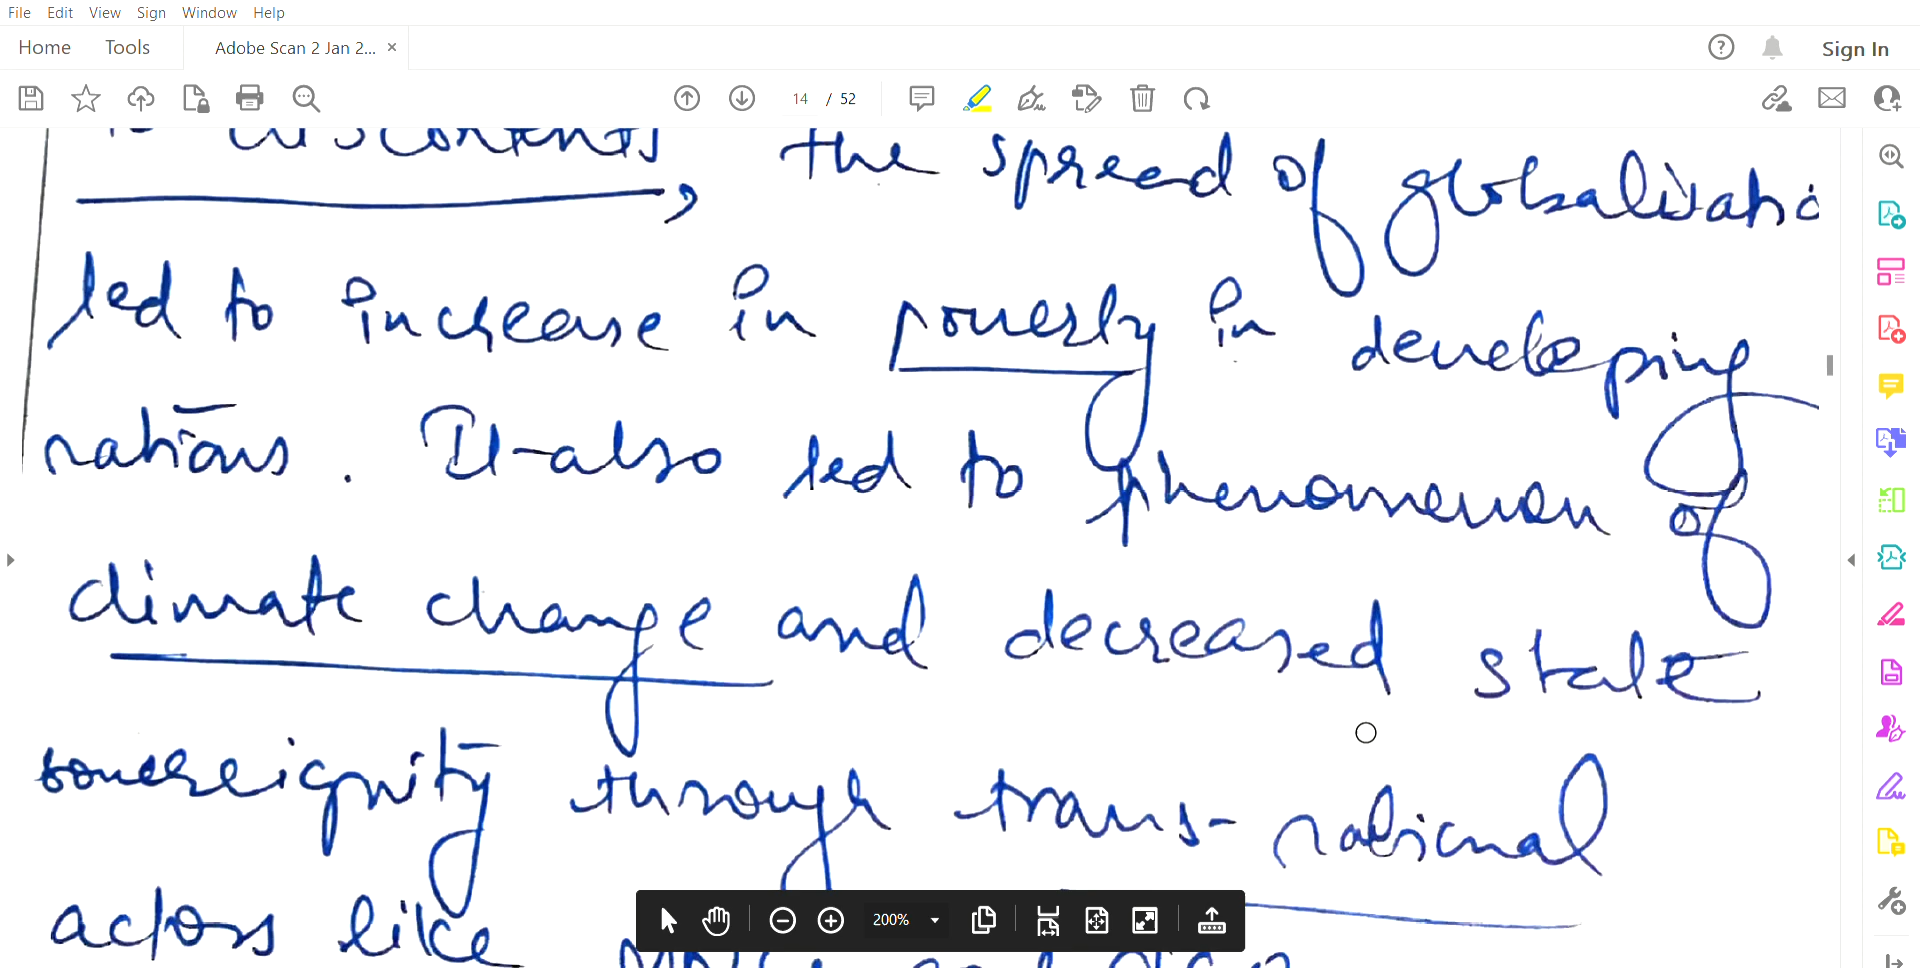 File Edit View Sign Window Help
Home Tools Adobe Scan 2 Jan 2... × Sign In
14 / 52
discontents, the spread of globalisatio
led to increase in poverty in developing
nations. It also led to phenomenon of
climate change and decreased state
sovereignity through trans-national
actors like
200%